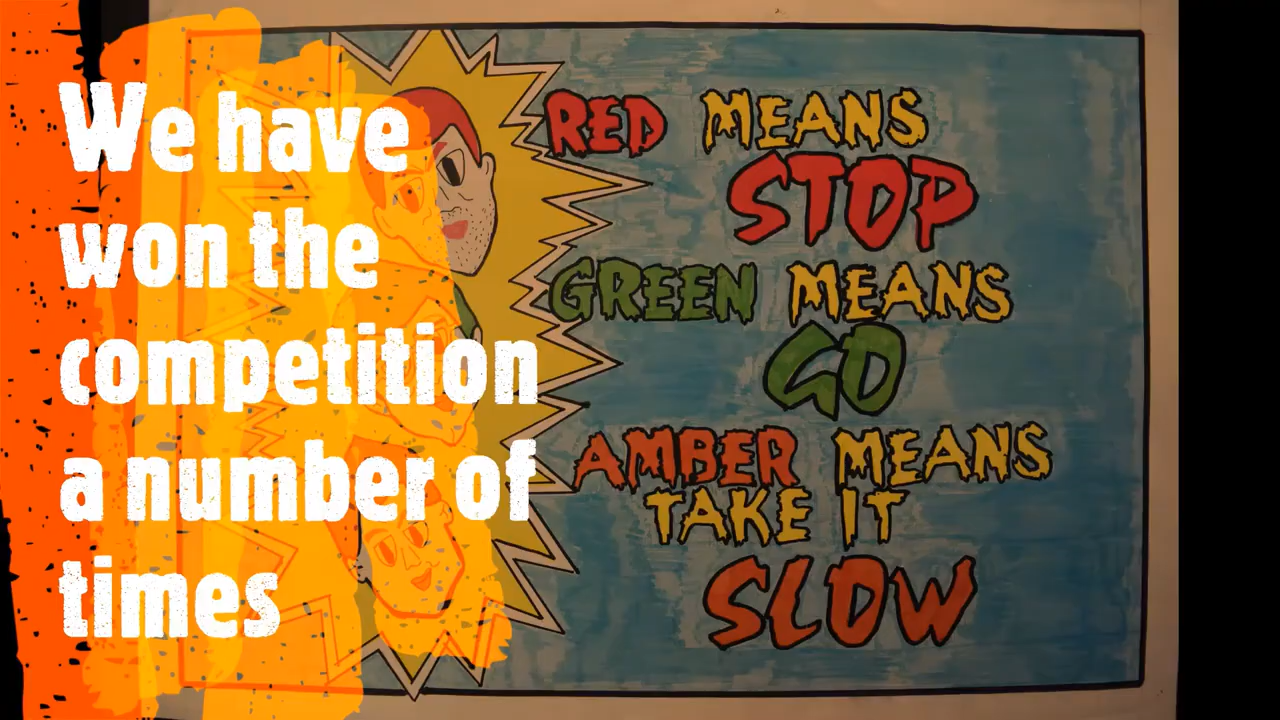 We have
won the
competition
a number of
times
RED MEANS
STOP
GREEN MEANS
GO
AMBER MEANS
TAKE IT
SLOW